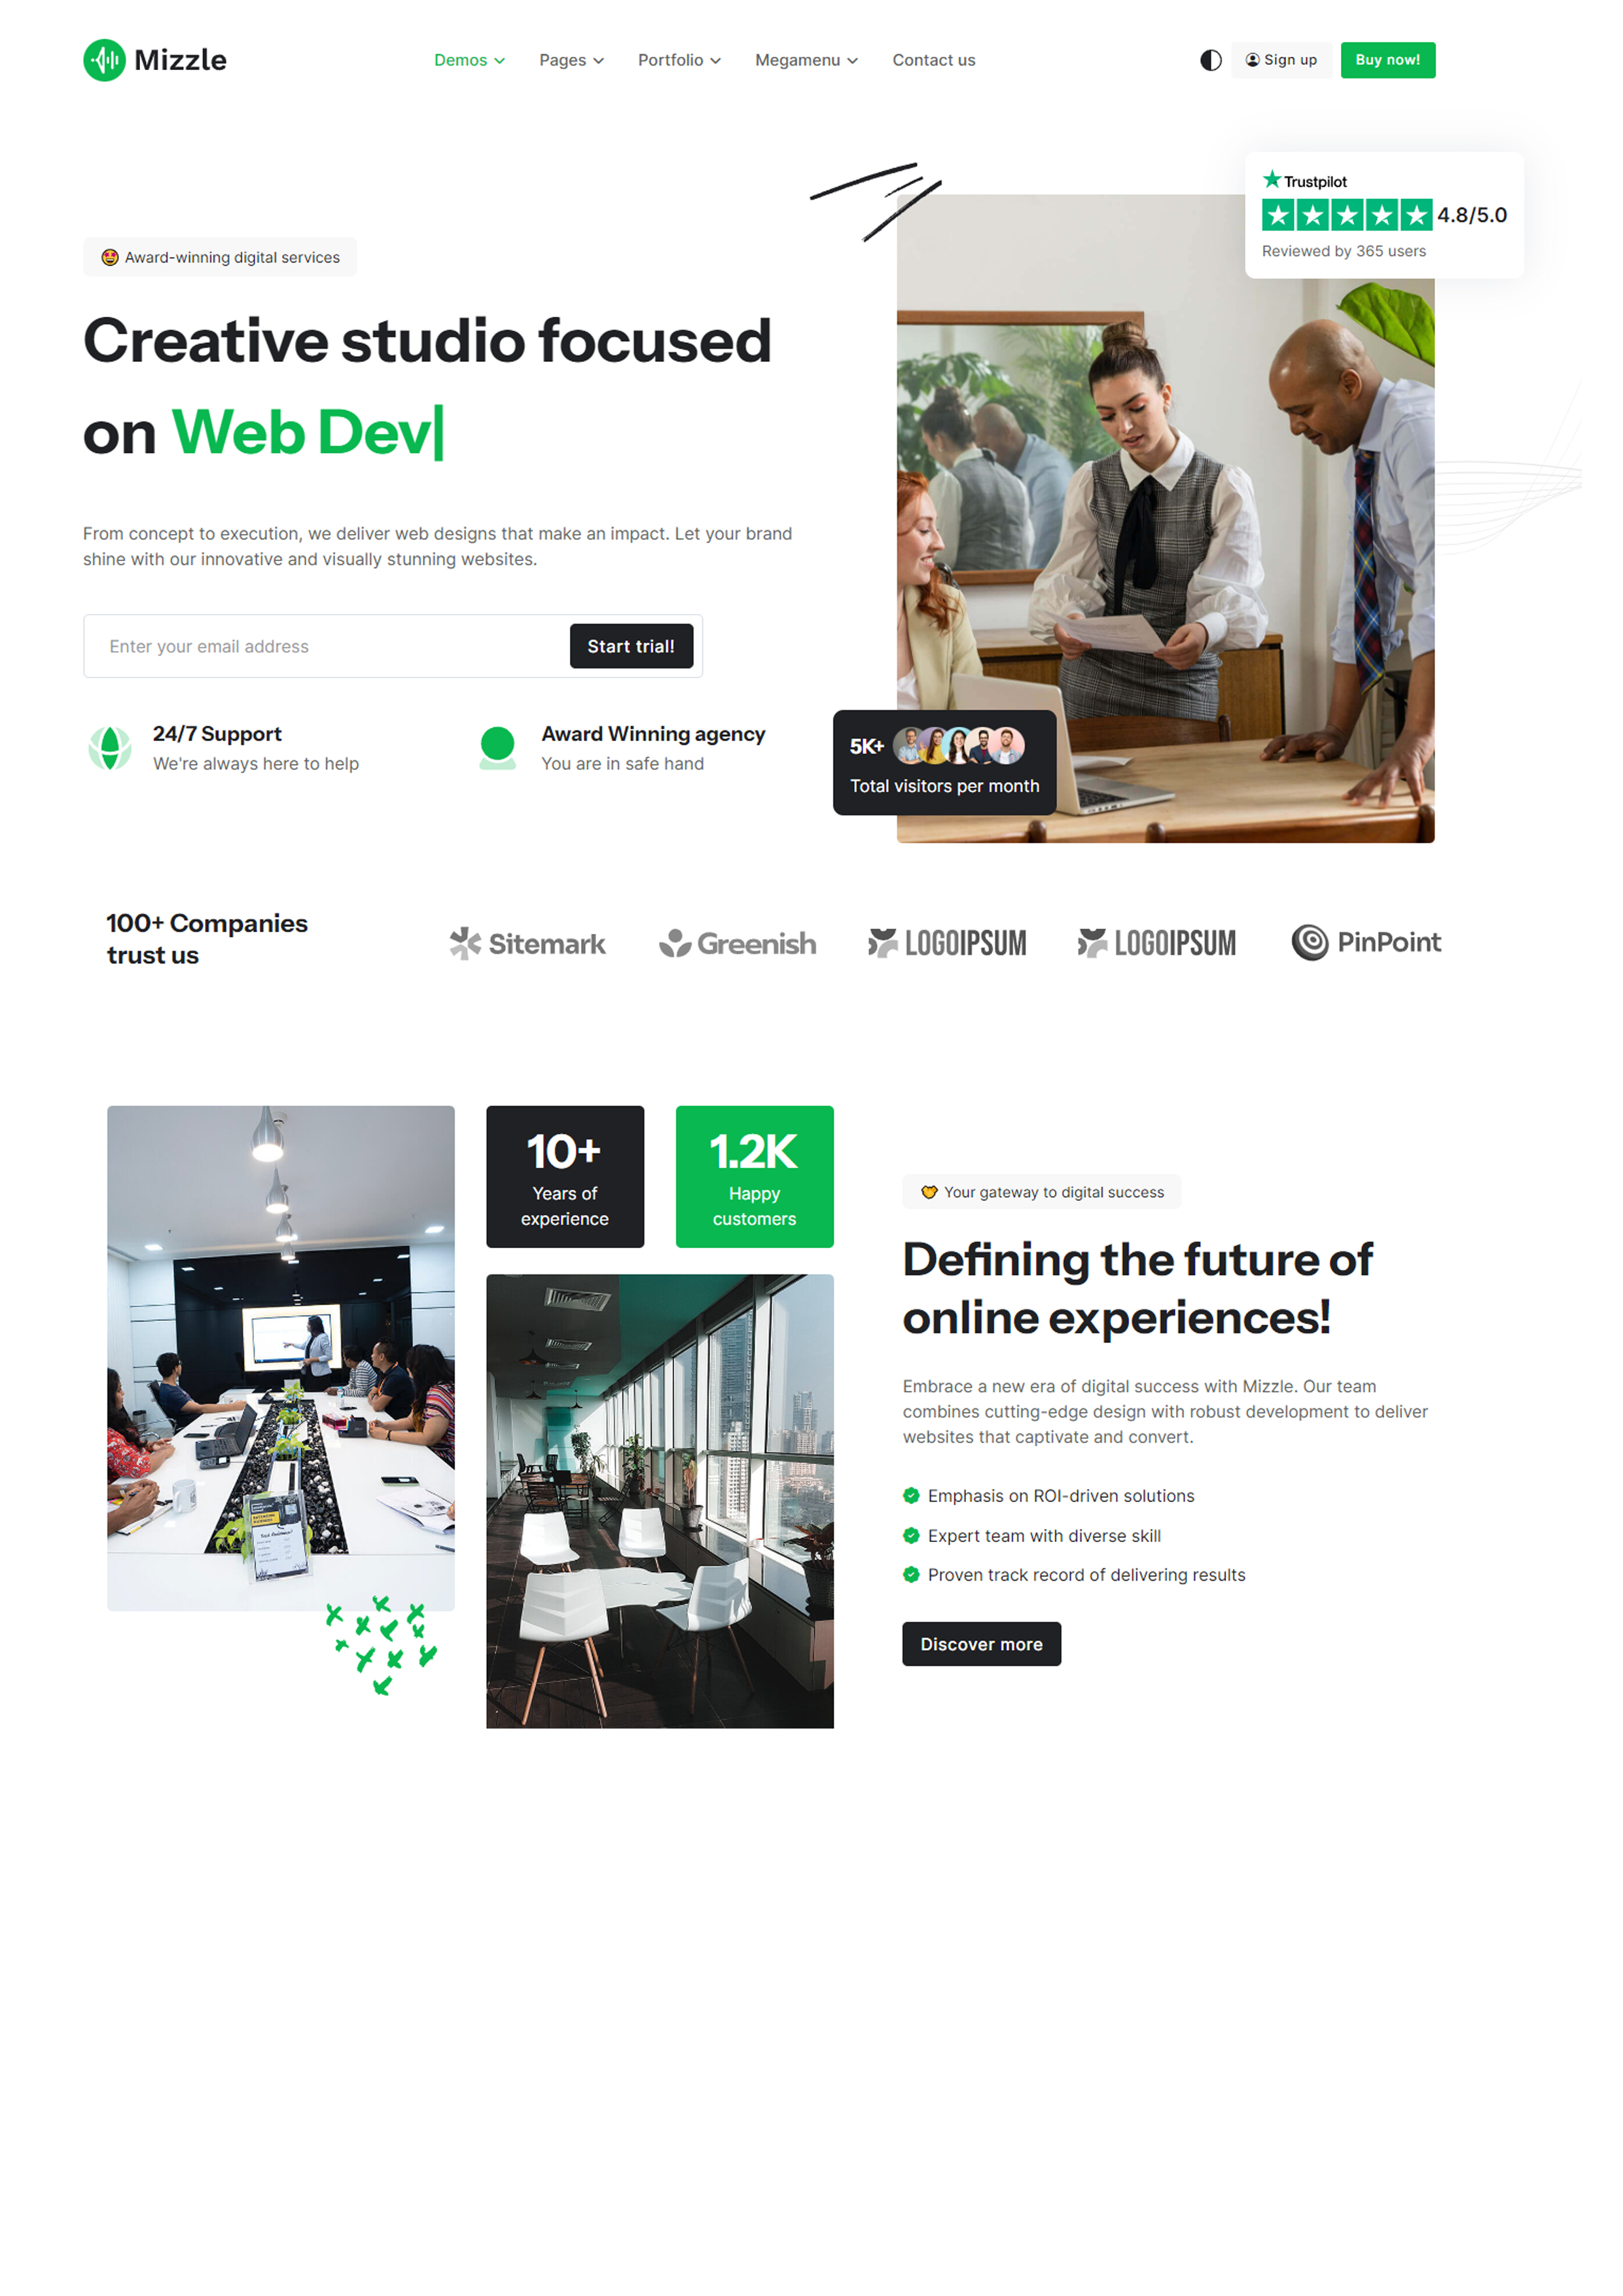 Mizzle
Demos
Pages
Portfolio
Megamenu
Contact us
Sign up
Buy now!
Trustpilot
4.8/5.0
Reviewed by 365 users
Award-winning digital services
Creative studio focused
on Web Dev
From concept to execution, we deliver web designs that make an impact. Let your brand
shine with our innovative and visually stunning websites.
Enter your email address
Start trial!
24/7 Support
We're always here to help
Award Winning agency
You are in safe hand
5K+
Total visitors per month
100+ Companies
trust us
Sitemark
Greenish
LOGOIPSUM
LOGOIPSUM
PinPoint
10+
Years of
experience
1.2K
Happy
customers
Your gateway to digital success
Defining the future of
online experiences!
Embrace a new era of digital success with Mizzle. Our team
combines cutting-edge design with robust development to deliver
websites that captivate and convert.
Emphasis on ROI-driven solutions
Expert team with diverse skill
Proven track record of delivering results
Discover more